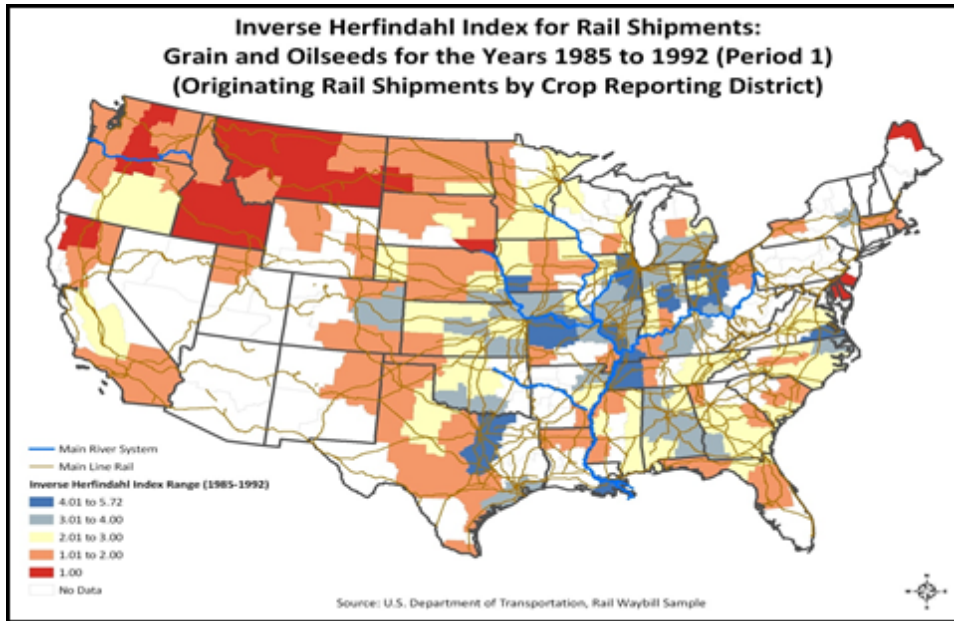 Inverse Herfindahl Index for Rail Shipments:
Grain and Oilseeds for the Years 1985 to 1992 (Period 1)
(Originating Rail Shipments by Crop Reporting District)
Main River System
Main Line Rail
Inverse Herfindahl Index Range (1985-1992)
4.01 to 5.72
3.01 to 4.00
2.01 to 3.00
1.01 to 2.00
1.00
No Data
Source: U.S. Department of Transportation, Rail Waybill Sample